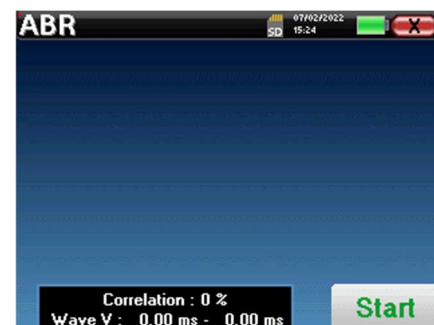 ABR
SD
07/02/2022
15:24
X
Correlation : 0 %
Wave V : 0.00 ms - 0.00 ms
Start